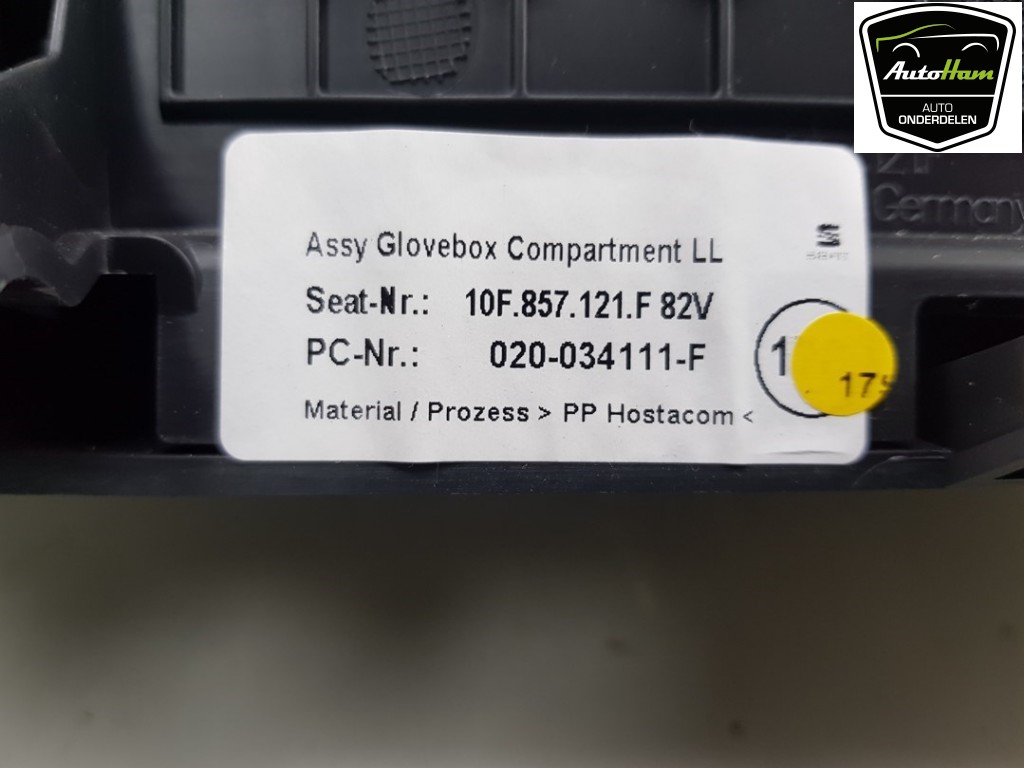 AutoHam
AUTO
ONDERDELEN
Germany
Assy Glovebox Compartment LL
SEAT
Seat-Nr.: 10F.857.121.F 82V
PC-Nr.: 020-034111-F
Material / Prozess > PP Hostacom <